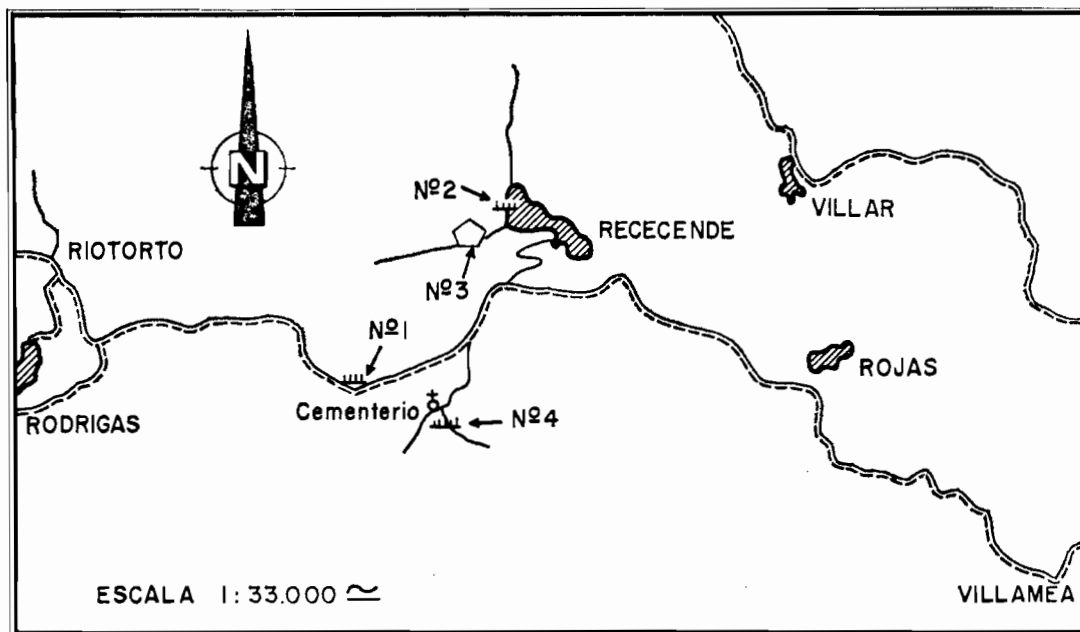 N
Nº2
VILLAR
RECECENDE
RIOTORTO
Nº3
Nº1
ROJAS
Cementerio
Nº4
RODRIGAS
ESCALA 1:33.000 ≃
VILLAMEA